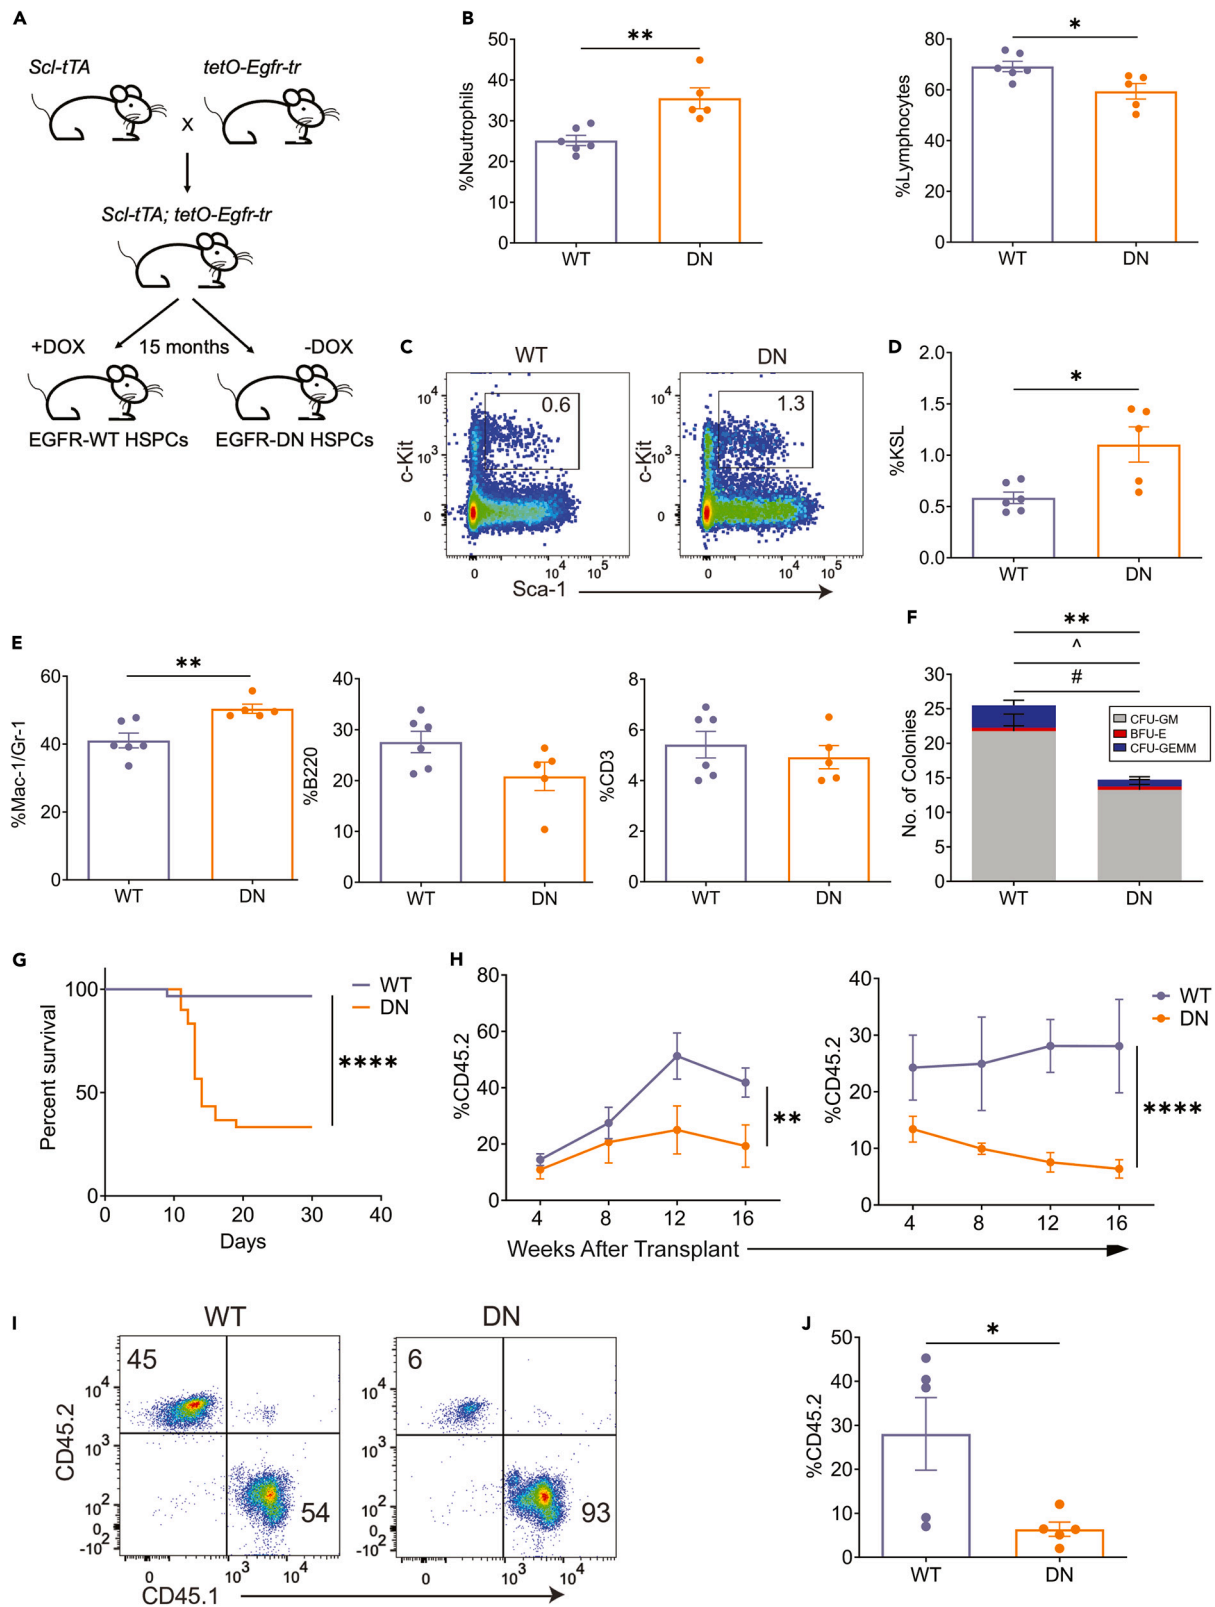 A
Scl-tTA
tetO-Egfr-tr
X
Scl-tTA; tetO-Egfr-tr
+DOX
15 months
-DOX
EGFR-WT HSPCs
EGFR-DN HSPCs
B
%Neutrophils
50
40
30
20
10
0
**
WT
DN
%Lymphocytes
80
60
40
20
0
*
WT
DN
C
WT
DN
c-Kit
10^4
10^3
0
0.6
0
10^4
10^5
c-Kit
10^4
10^3
0
1.3
0
10^4
10^5
Sca-1
D
%KSL
2.0
1.5
1.0
0.5
0.0
*
WT
DN
E
%Mac-1/Gr-1
60
40
20
0
**
WT
DN
%B220
40
30
20
10
0
WT
DN
%CD3
8
6
4
2
0
WT
DN
F
**
^
#
No. of Colonies
30
25
20
15
10
5
0
CFU-GM
BFU-E
CFU-GEMM
WT
DN
G
Percent survival
100
50
0
0
10
20
30
40
Days
WT
DN
****
H
%CD45.2
80
60
40
20
0
4
8
12
16
**
%CD45.2
40
30
20
10
0
4
8
12
16
WT
DN
****
Weeks After Transplant
I
WT
DN
CD45.2
10^4
10^3
10^2
0
-10^2
45
54
0
10^3
10^4
10^4
10^3
10^2
0
-10^2
6
93
0
10^3
10^4
CD45.1
J
%CD45.2
50
40
30
20
10
0
*
WT
DN